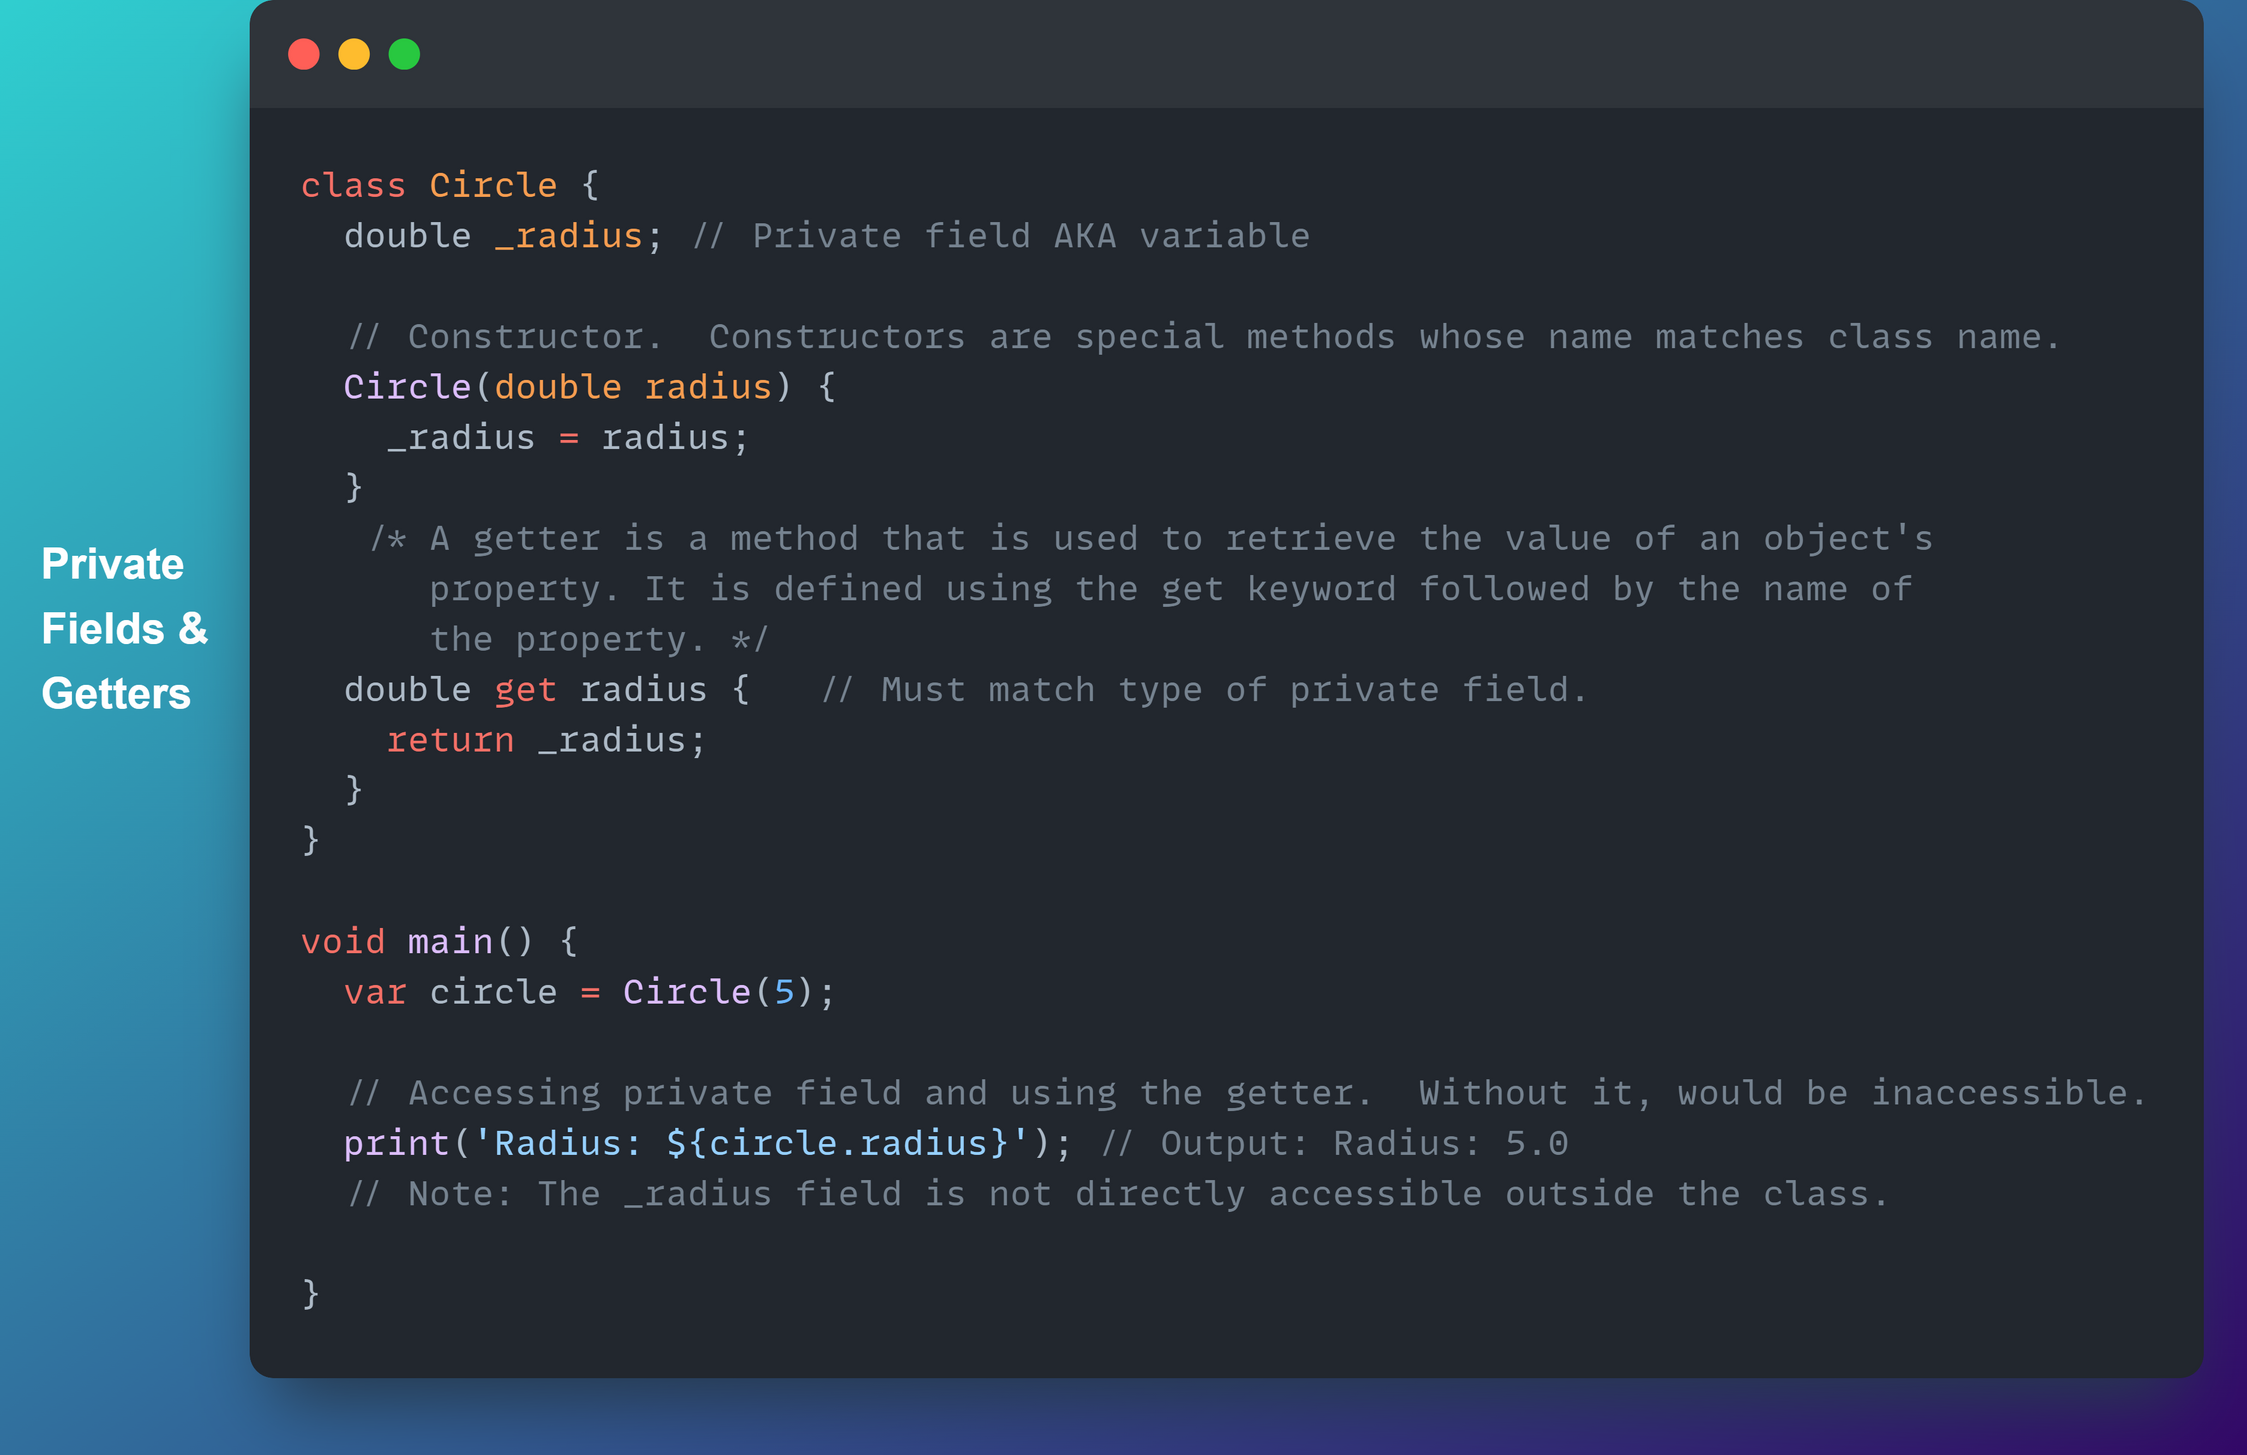 Private
Fields &
Getters
class Circle {
  double _radius; // Private field AKA variable

  // Constructor.  Constructors are special methods whose name matches class name.
  Circle(double radius) {
    _radius = radius;
  }
   /* A getter is a method that is used to retrieve the value of an object's
      property. It is defined using the get keyword followed by the name of
      the property. */
  double get radius {   // Must match type of private field.
    return _radius;
  }
}

void main() {
  var circle = Circle(5);

  // Accessing private field and using the getter.  Without it, would be inaccessible.
  print('Radius: ${circle.radius}'); // Output: Radius: 5.0
  // Note: The _radius field is not directly accessible outside the class.

}